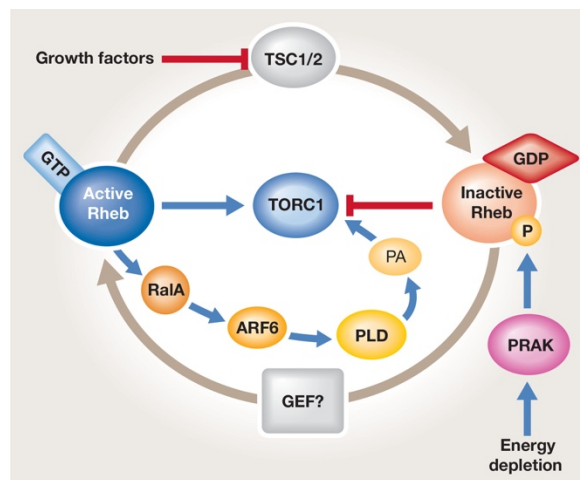 Growth factors
TSC1/2
GTP
GDP
Active
Rheb
TORC1
Inactive
Rheb
P
PA
RalA
ARF6
PLD
PRAK
GEF?
Energy
depletion